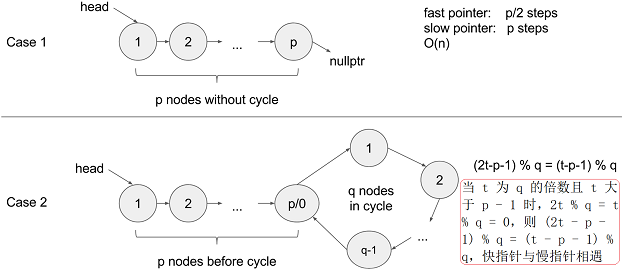 head
Case 1
1
2
...
p
nullptr
p nodes without cycle
fast pointer: p/2 steps
slow pointer: p steps
O(n)
head
Case 2
1
2
...
p/0
p nodes before cycle
1
2
...
q-1
q nodes
in cycle
(2t-p-1) % q = (t-p-1) % q
当 t 为 q 的倍数且 t 大
于 p - 1 时，2t % q = t
% q = 0，则 (2t - p -
1) % q = (t - p - 1) %
q，快指针与慢指针相遇